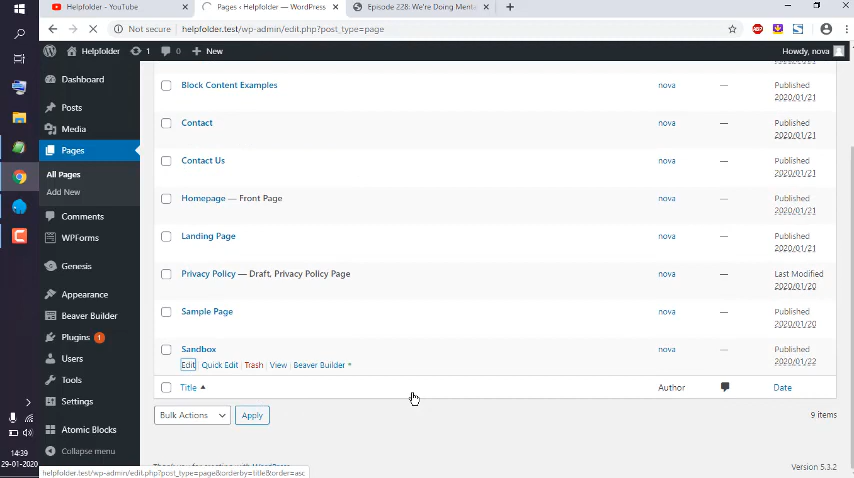 Helpfolder - YouTube
Pages ‹ Helpfolder — WordPress
Episode 228: We're Doing Ment
Not secure
helpfolder.test/wp-admin/edit.php?post_type=page
Helpfolder 1 0 New
Howdy, nova
Dashboard
Posts
Media
Pages
All Pages
Add New
Comments
WPForms
Genesis
Appearance
Beaver Builder
Plugins 1
Users
Tools
Settings
Atomic Blocks
Collapse menu
2020/01/21
Block Content Examples nova — Published
2020/01/21
Contact nova — Published
2020/01/21
Contact Us nova — Published
2020/01/21
Homepage — Front Page nova — Published
2020/01/21
Landing Page nova — Published
2020/01/21
Privacy Policy — Draft, Privacy Policy Page nova — Last Modified
2020/01/20
Sample Page nova — Published
2020/01/20
Sandbox nova — Published
2020/01/22
Edit | Quick Edit | Trash | View | Beaver Builder
Title Author Date
Bulk Actions Apply 9 items
Version 5.3.2
helpfolder.test/wp-admin/edit.php?post_type=page&orderby=title&order=asc
14:39
29-01-2020